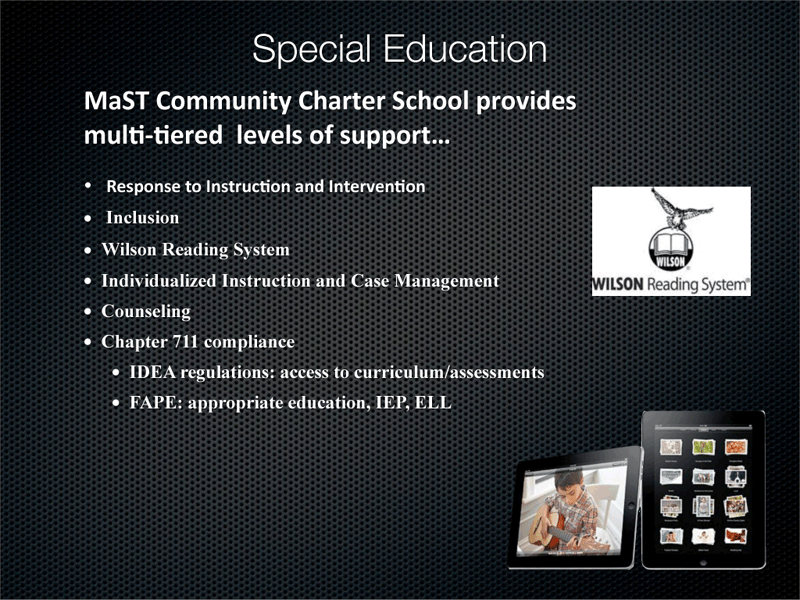 Special Education
MaST Community Charter School provides
multi-tiered  levels of support...
• Response to Instruction and Intervention
• Inclusion
• Wilson Reading System
• Individualized Instruction and Case Management
• Counseling
• Chapter 711 compliance
• IDEA regulations: access to curriculum/assessments
• FAPE: appropriate education, IEP, ELL
WILSON
WILSON Reading System®